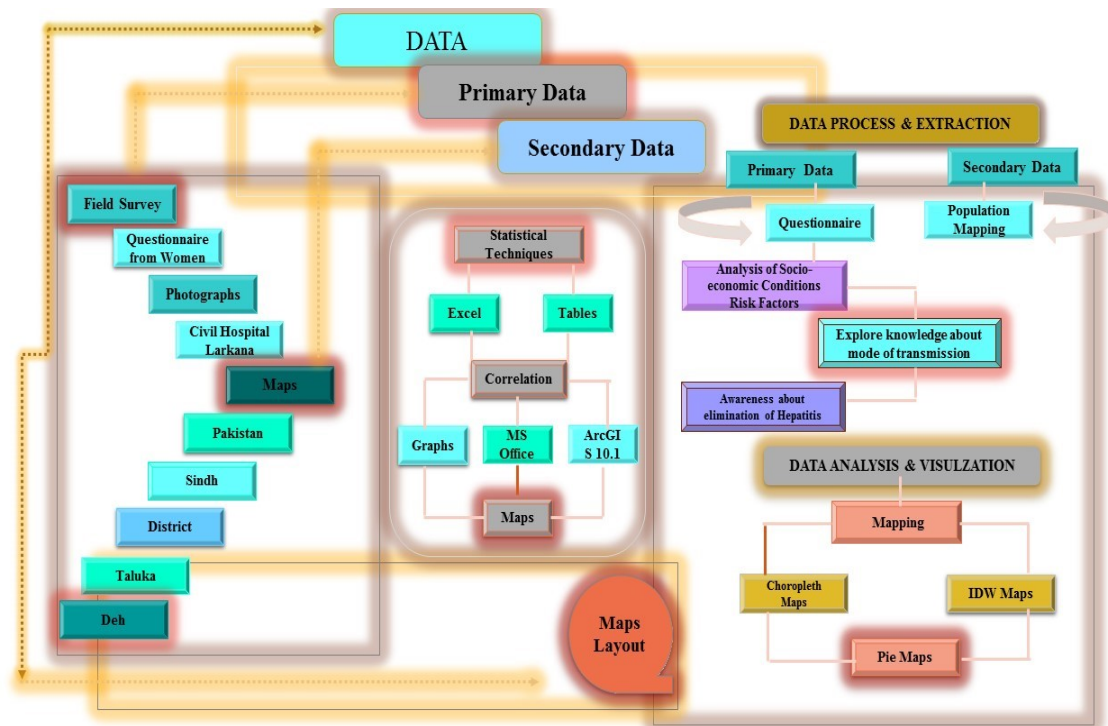 DATA
Primary Data
Secondary Data
Field Survey
Questionnaire
from Women
Photographs
Civil Hospital
Larkana
Maps
Pakistan
Sindh
District
Taluka
Deh
Statistical
Techniques
Excel
Tables
Correlation
Graphs
MS
Office
ArcGI
S 10.1
Maps
Maps
Layout
DATA PROCESS & EXTRACTION
Primary Data
Secondary Data
Questionnaire
Population
Mapping
Analysis of Socio-
economic Conditions
Risk Factors
Explore knowledge about
mode of transmission
Awareness about
elimination of Hepatitis
DATA ANALYSIS & VISULZATION
Mapping
Choropleth
Maps
IDW Maps
Pie Maps